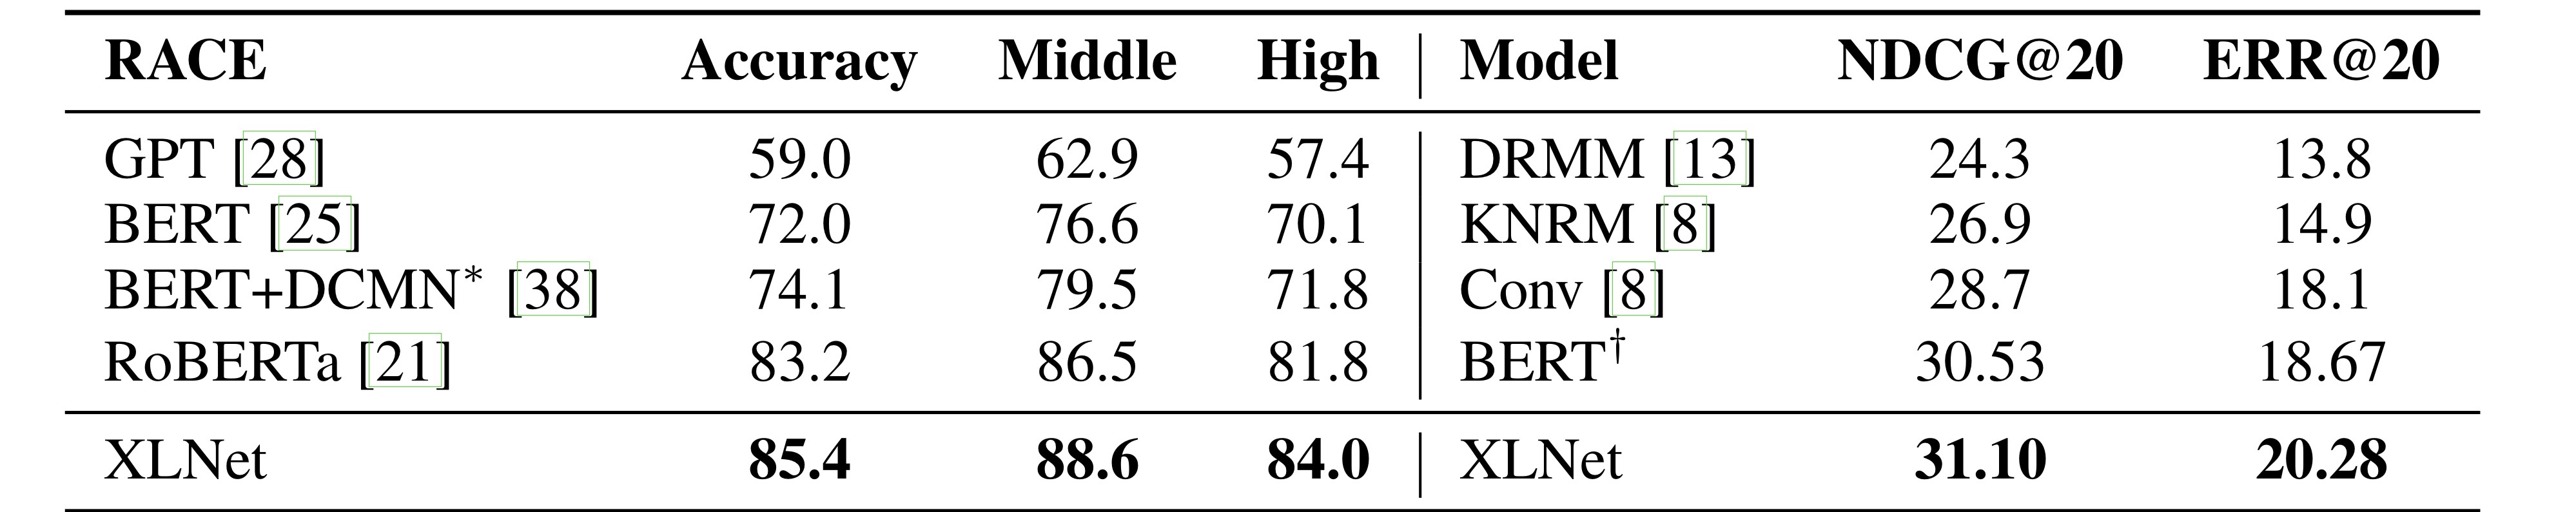 RACE Accuracy Middle High Model NDCG@20 ERR@20
GPT [28] 59.0 62.9 57.4 DRMM [13] 24.3 13.8
BERT [25] 72.0 76.6 70.1 KNRM [8] 26.9 14.9
BERT+DCMN* [38] 74.1 79.5 71.8 Conv [8] 28.7 18.1
RoBERTa [21] 83.2 86.5 81.8 BERT† 30.53 18.67
XLNet 85.4 88.6 84.0 XLNet 31.10 20.28